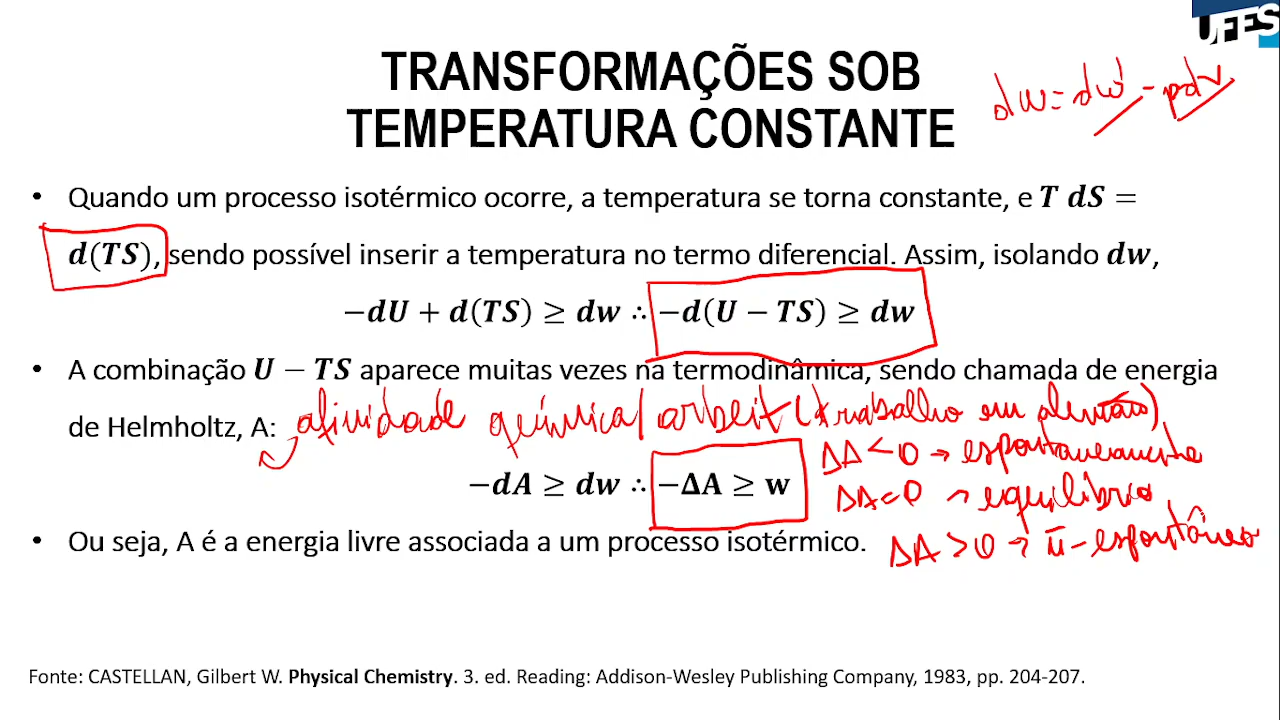 UFES
TRANSFORMAÇÕES SOB
TEMPERATURA CONSTANTE
dw = dw' - pdv
• Quando um processo isotérmico ocorre, a temperatura se torna constante, e T dS =
d(TS), sendo possível inserir a temperatura no termo diferencial. Assim, isolando dw,
−dU + d(TS) ≥ dw ∴ −d(U − TS) ≥ dw
• A combinação U − TS aparece muitas vezes na termodinâmica, sendo chamada de energia
de Helmholtz, A: afinidade química/ arbeit (trabalho em alemão)
−dA ≥ dw ∴ −ΔA ≥ w
ΔA < 0 → espontaneamente
ΔA = 0 → equilíbrio
• Ou seja, A é a energia livre associada a um processo isotérmico.
ΔA > 0 → ñ-espontâneo
Fonte: CASTELLAN, Gilbert W. Physical Chemistry. 3. ed. Reading: Addison-Wesley Publishing Company, 1983, pp. 204-207.